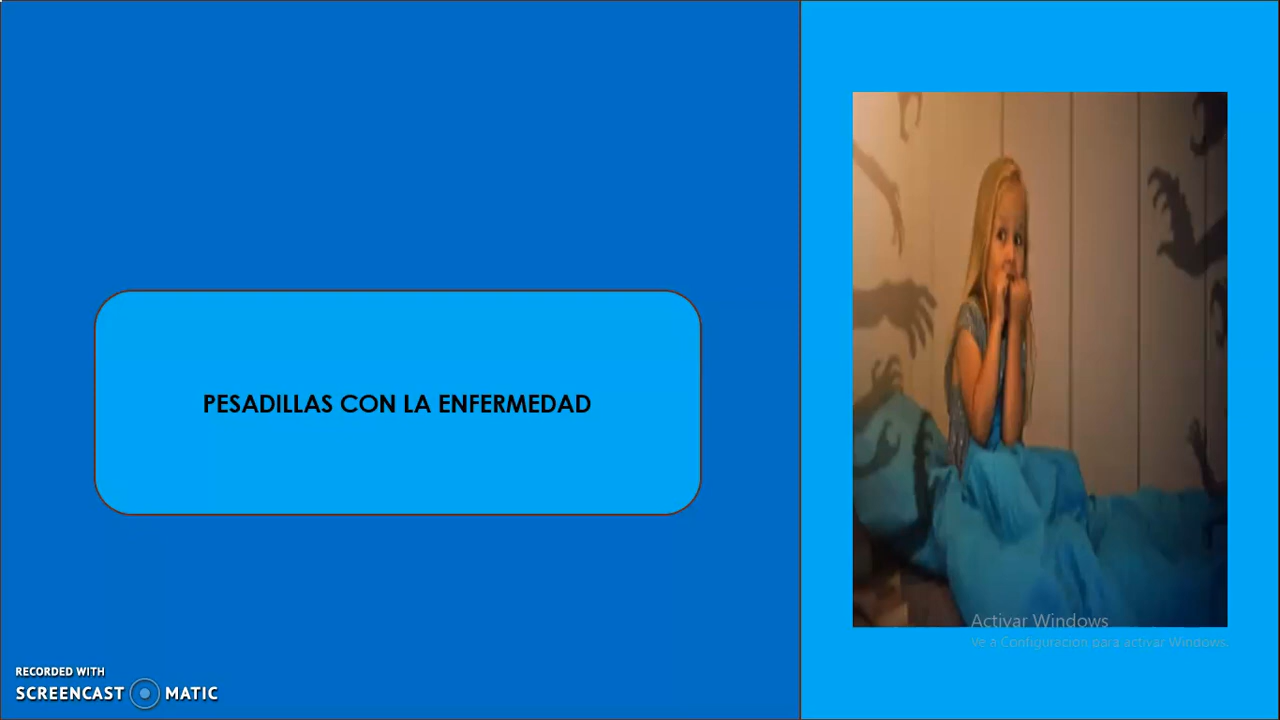 PESADILLAS CON LA ENFERMEDAD
Activar Windows
Ve a Configuración para activar Windows.
RECORDED WITH
SCREENCAST MATIC